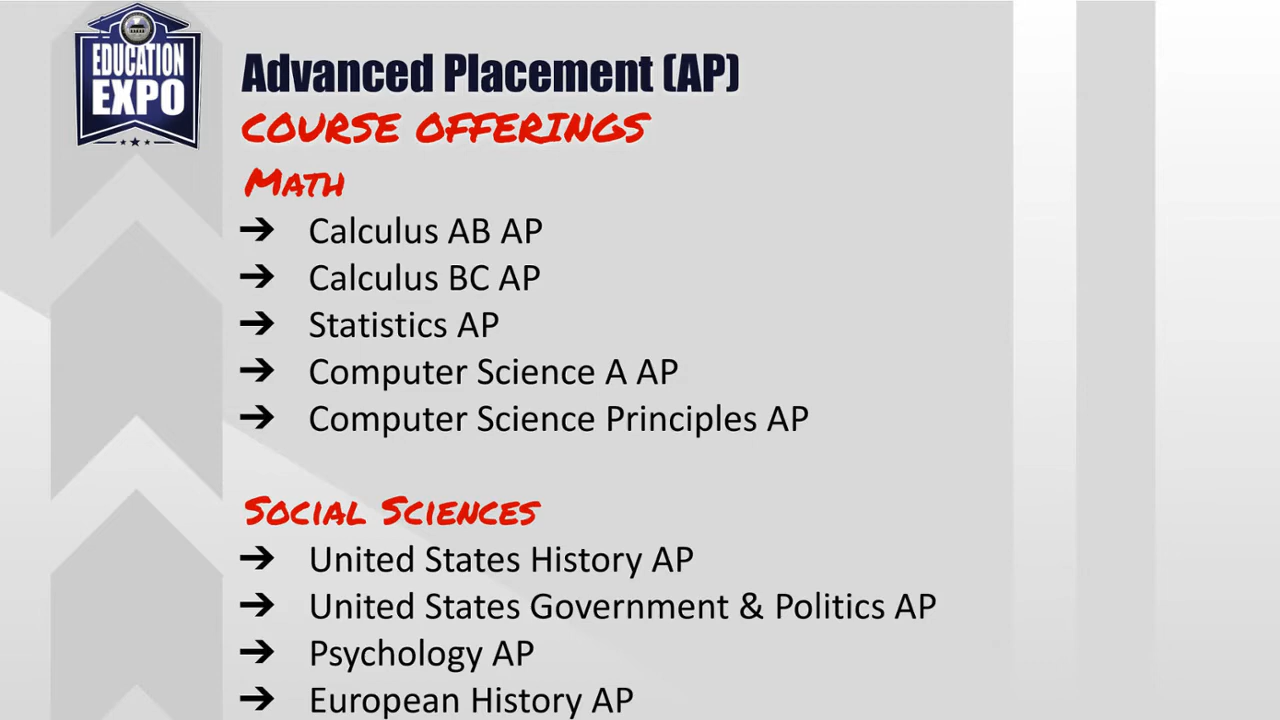 EDUCATION
EXPO
Advanced Placement (AP)
COURSE OFFERINGS
MATH
➔ Calculus AB AP
➔ Calculus BC AP
➔ Statistics AP
➔ Computer Science A AP
➔ Computer Science Principles AP
SOCIAL SCIENCES
➔ United States History AP
➔ United States Government & Politics AP
➔ Psychology AP
➔ European History AP